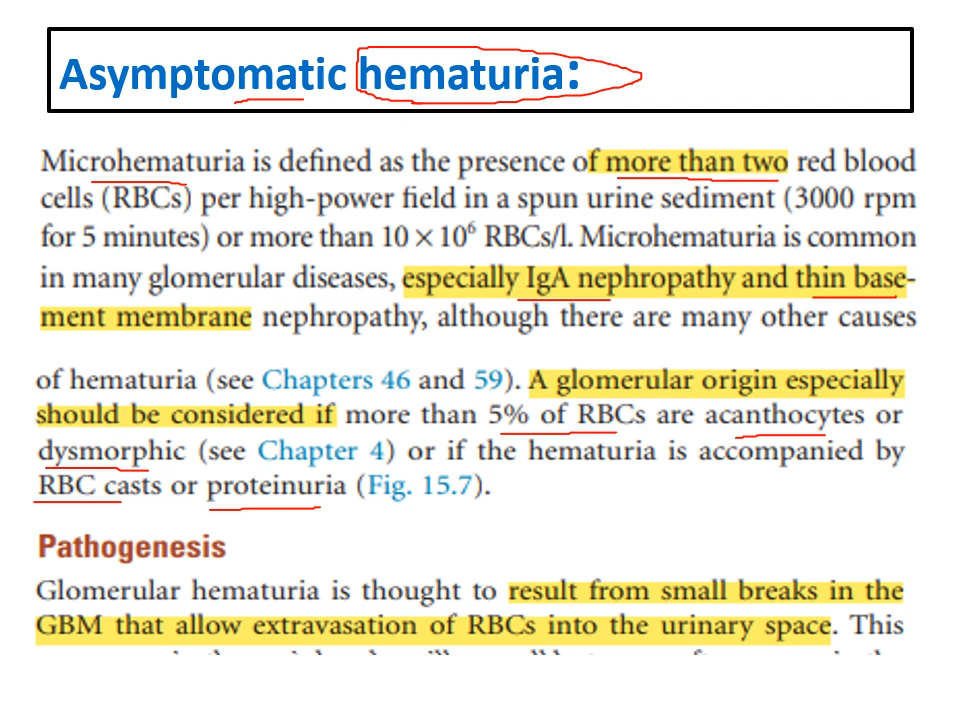 Asymptomatic hematuria:
Microhematuria is defined as the presence of more than two red blood
cells (RBCs) per high-power field in a spun urine sediment (3000 rpm
for 5 minutes) or more than 10 × 10⁶ RBCs/l. Microhematuria is common
in many glomerular diseases, especially IgA nephropathy and thin base-
ment membrane nephropathy, although there are many other causes
of hematuria (see Chapters 46 and 59). A glomerular origin especially
should be considered if more than 5% of RBCs are acanthocytes or
dysmorphic (see Chapter 4) or if the hematuria is accompanied by
RBC casts or proteinuria (Fig. 15.7).
Pathogenesis
Glomerular hematuria is thought to result from small breaks in the
GBM that allow extravasation of RBCs into the urinary space. This